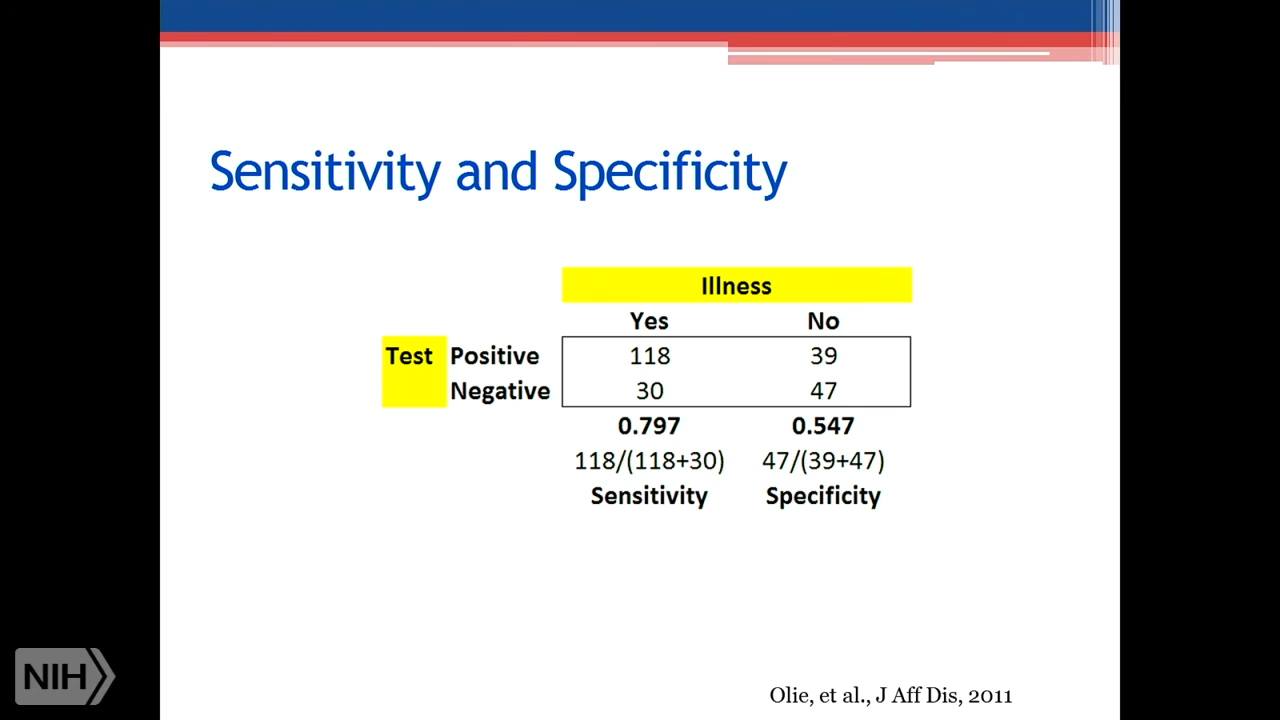 Sensitivity and Specificity
Illness
Yes No
Test Positive 118 39
Negative 30 47
0.797 0.547
118/(118+30) 47/(39+47)
Sensitivity Specificity
NIH
Olie, et al., J Aff Dis, 2011